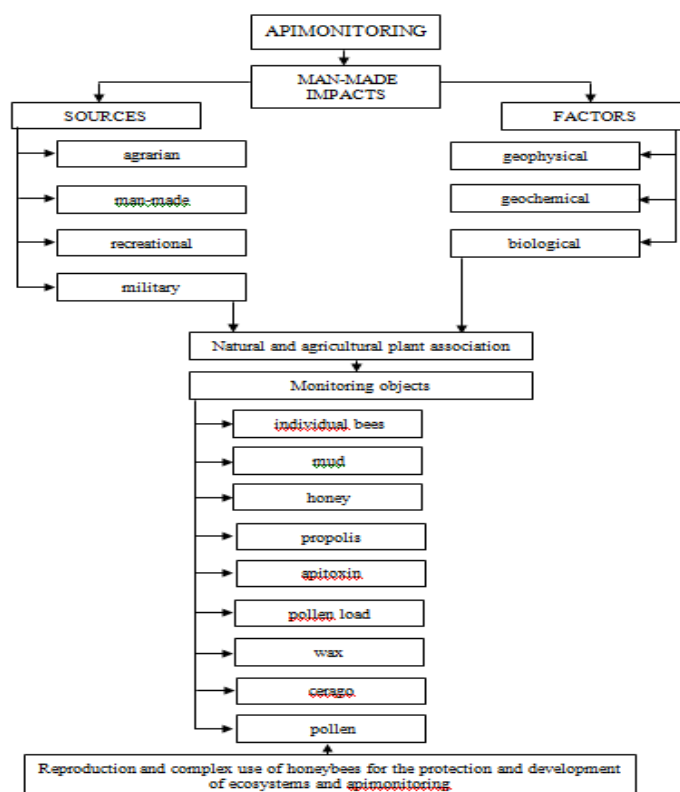 APIMONITORING
MAN-MADE
IMPACTS
SOURCES
FACTORS
agrarian
man-made
recreational
military
geophysical
geochemical
biological
Natural and agricultural plant association
Monitoring objects
individual bees
mud
honey
propolis
apitoxin
pollen load
wax
cerago
pollen
Reproduction and complex use of honeybees for the protection and development
of ecosystems and apimonitoring